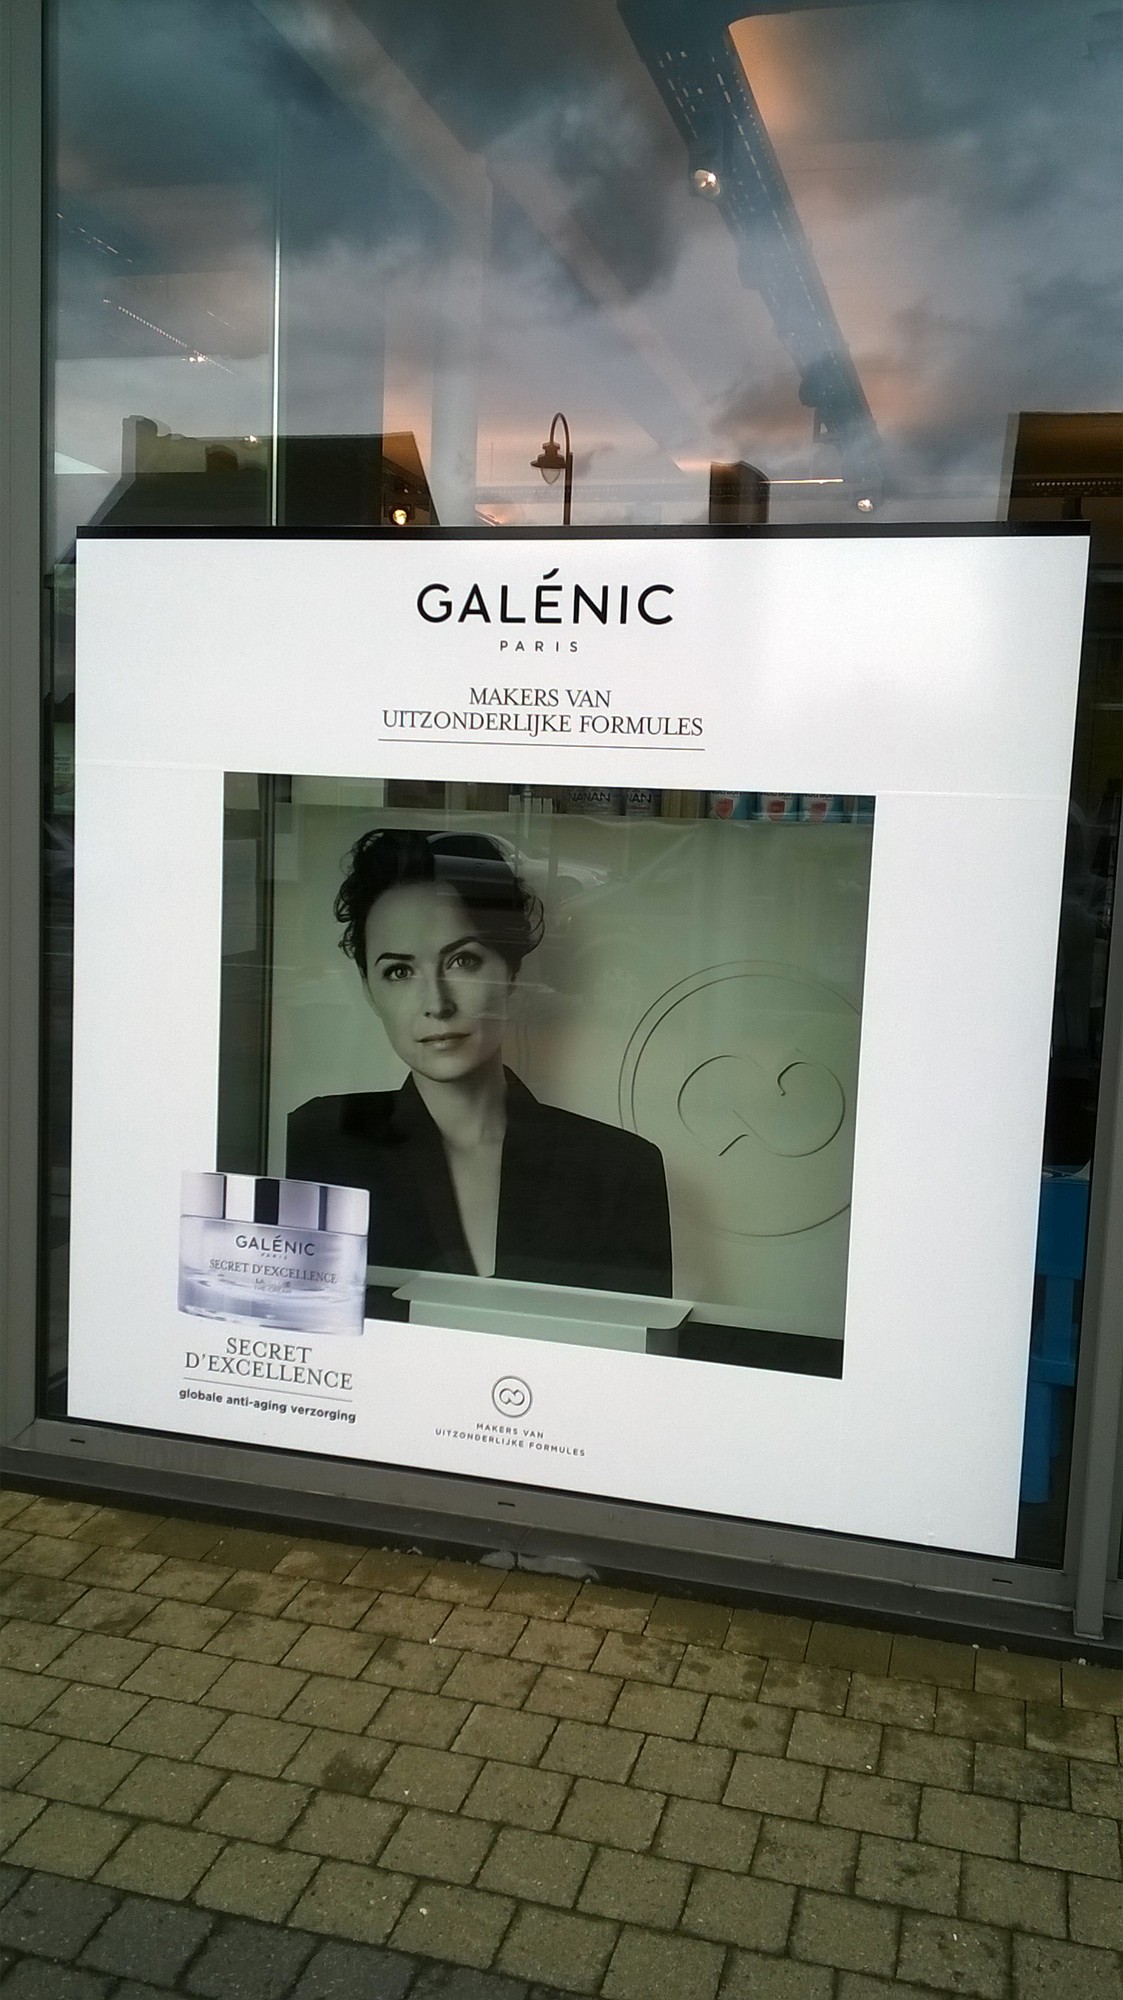 GALÉNIC
PARIS
MAKERS VAN
UITZONDERLIJKE FORMULES
GALÉNIC
PARIS
SECRET D'EXCELLENCE
SECRET
D'EXCELLENCE
globale anti-aging verzorging
MAKERS VAN
UITZONDERLIJKE FORMULES